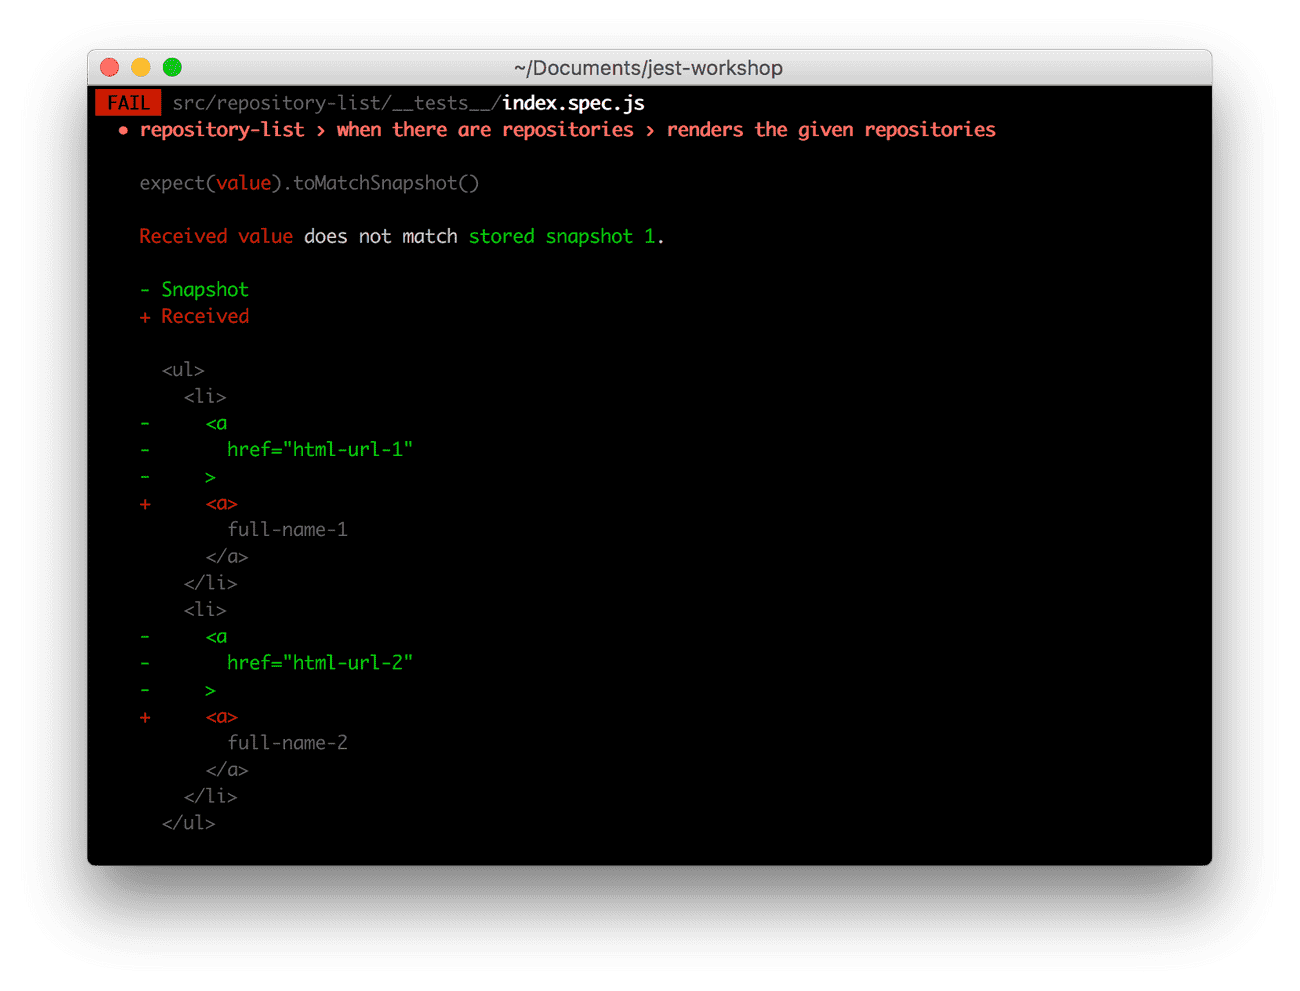 ~/Documents/jest-workshop
FAIL src/repository-list/__tests__/index.spec.js
● repository-list › when there are repositories › renders the given repositories
expect(value).toMatchSnapshot()
Received value does not match stored snapshot 1.
- Snapshot
+ Received
<ul>
<li>
- <a
- href="html-url-1"
- >
+ <a>
full-name-1
</a>
</li>
<li>
- <a
- href="html-url-2"
- >
+ <a>
full-name-2
</a>
</li>
</ul>